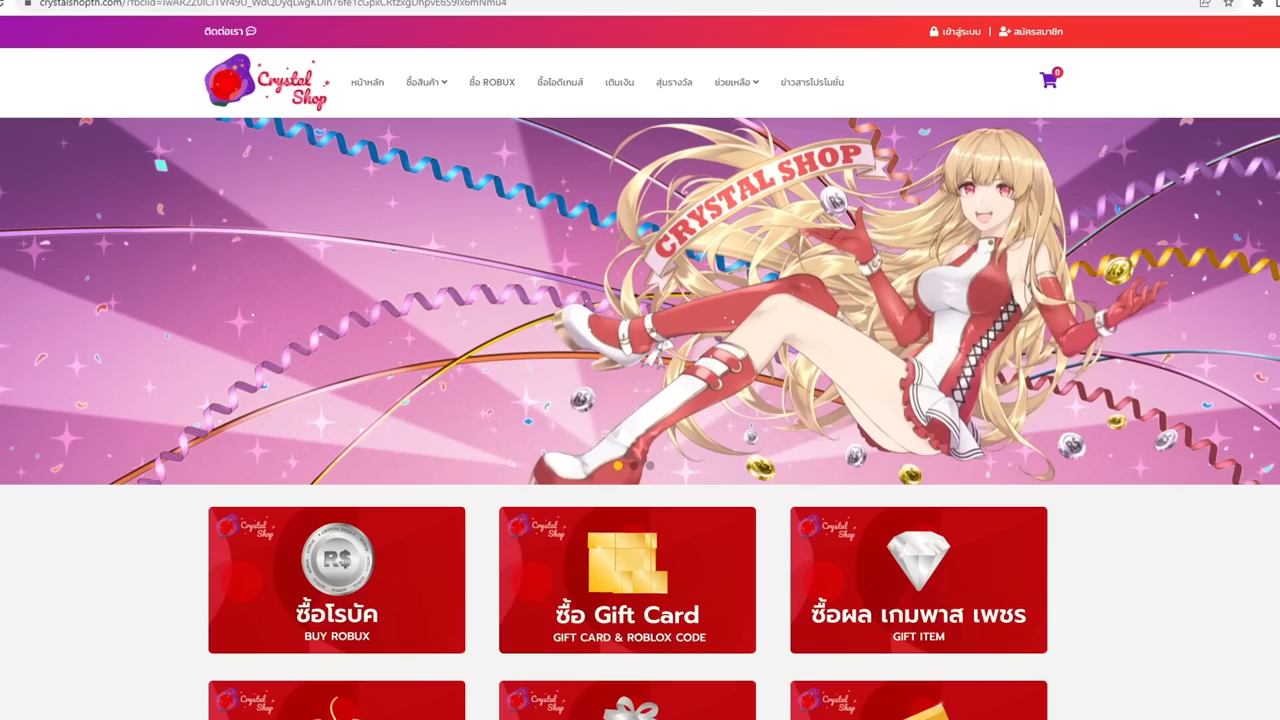 ติดต่อเรา
เข้าสู่ระบบ | สมัครสมาชิก
Crystal Shop
หน้าหลัก ซื้อสินค้า ซื้อ ROBUX ซื้อไอดีเกมส์ เติมเงิน สุ่มรางวัล ช่วยเหลือ ข่าวสารโปรโมชั่น
0
CRYSTAL SHOP
R$
Crystal Shop
R$
ซื้อโรบัค
BUY ROBUX
Crystal Shop
ซื้อ Gift Card
GIFT CARD & ROBLOX CODE
Crystal Shop
ซื้อผล เกมพาส เพชร
GIFT ITEM
Crystal Shop
Crystal Shop
Crystal Shop